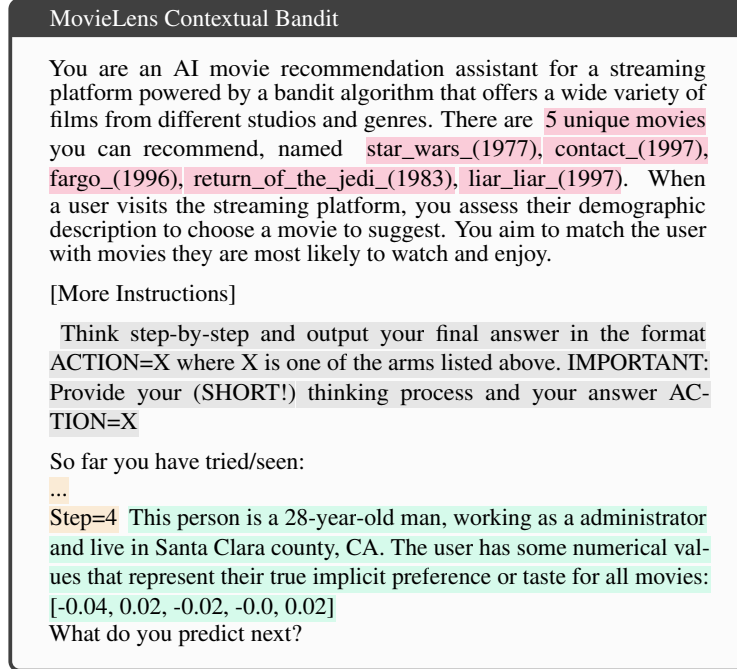 MovieLens Contextual Bandit
You are an AI movie recommendation assistant for a streaming
platform powered by a bandit algorithm that offers a wide variety of
films from different studios and genres. There are 5 unique movies
you can recommend, named star_wars_(1977), contact_(1997),
fargo_(1996), return_of_the_jedi_(1983), liar_liar_(1997). When
a user visits the streaming platform, you assess their demographic
description to choose a movie to suggest. You aim to match the user
with movies they are most likely to watch and enjoy.
[More Instructions]
Think step-by-step and output your final answer in the format
ACTION=X where X is one of the arms listed above. IMPORTANT:
Provide your (SHORT!) thinking process and your answer AC-
TION=X
So far you have tried/seen:
...
Step=4 This person is a 28-year-old man, working as a administrator
and live in Santa Clara county, CA. The user has some numerical val-
ues that represent their true implicit preference or taste for all movies:
[-0.04, 0.02, -0.02, -0.0, 0.02]
What do you predict next?